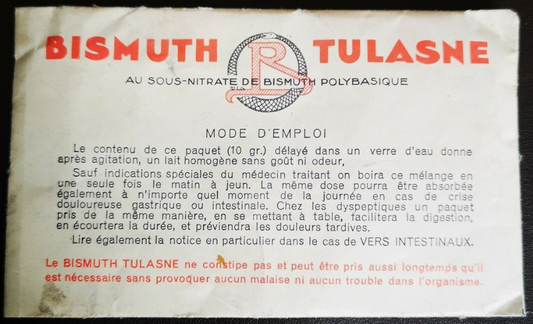 BISMUTH TULASNE
AU SOUS-NITRATE DE BISMUTH POLYBASIQUE
MODE D'EMPLOI
Le contenu de ce paquet (10 gr.) délayé dans un verre d'eau donne
après agitation, un lait homogène sans goût ni odeur,
Sauf indications spéciales du médecin traitant on boira ce mélange en
une seule fois le matin à jeun. La même dose pourra être absorbée
également à n'importe quel moment de la journée en cas de crise
douloureuse gastrique ou intestinale. Chez les dyspeptiques un paquet
pris de la même manière, en se mettant à table, facilitera la digestion,
en écourtera la durée, et préviendra les douleurs tardives.
Lire également la notice en particulier dans le cas de VERS INTESTINAUX.
Le BISMUTH TULASNE ne constipe pas et peut être pris aussi longtemps qu'il
est nécessaire sans provoquer aucun malaise ni aucun trouble dans l'organisme.